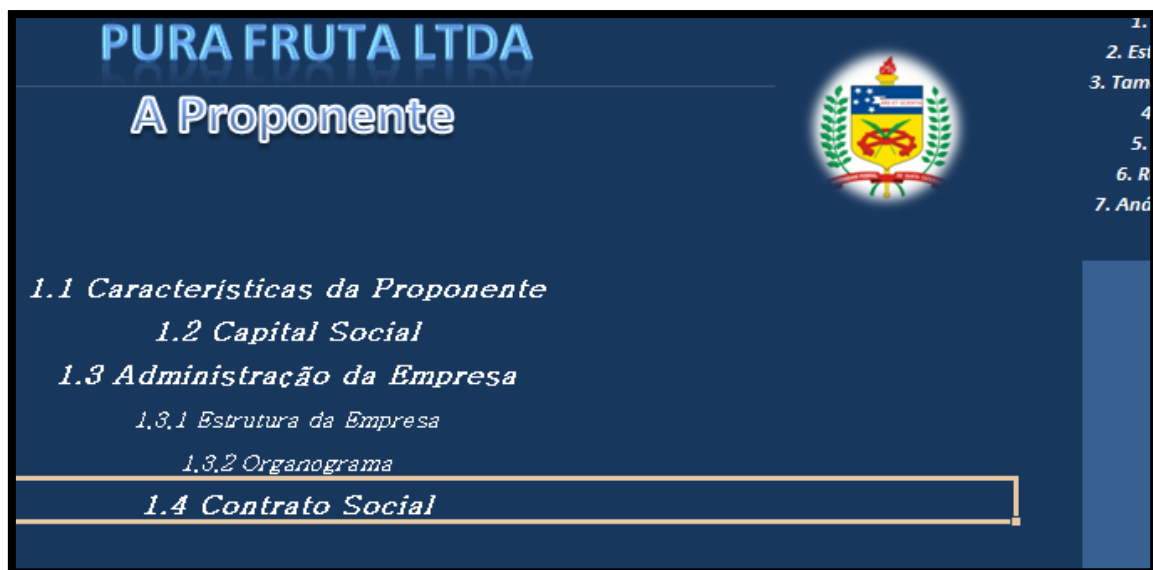 PURA FRUTA LTDA
A Proponente
1.1 Características da Proponente
1.2 Capital Social
1.3 Administração da Empresa
1.3.1 Estrutura da Empresa
1.3.2 Organograma
1.4 Contrato Social
1.
2. Est
3. Tam
4
5.
6. R
7. Aná